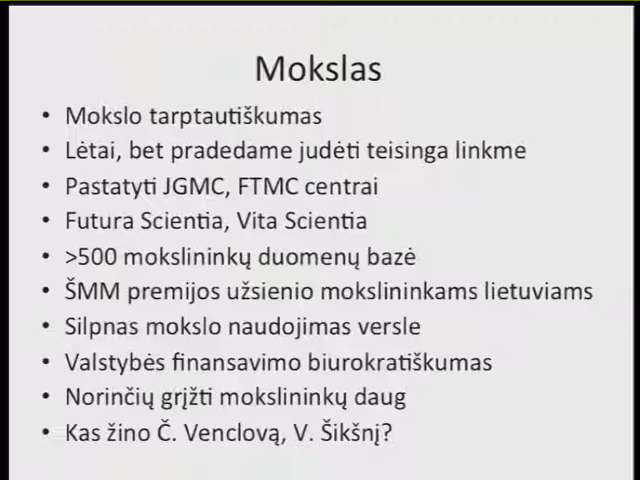 Mokslas
• Mokslo tarptautiškumas
• Lėtai, bet pradedame judėti teisinga linkme
• Pastatyti JGMC, FTMC centrai
• Futura Scientia, Vita Scientia
• >500 mokslininkų duomenų bazė
• ŠMM premijos užsienio mokslininkams lietuviams
• Silpnas mokslo naudojimas versle
• Valstybės finansavimo biurokratiškumas
• Norinčių grįžti mokslininkų daug
• Kas žino Č. Venclovą, V. Šikšnį?